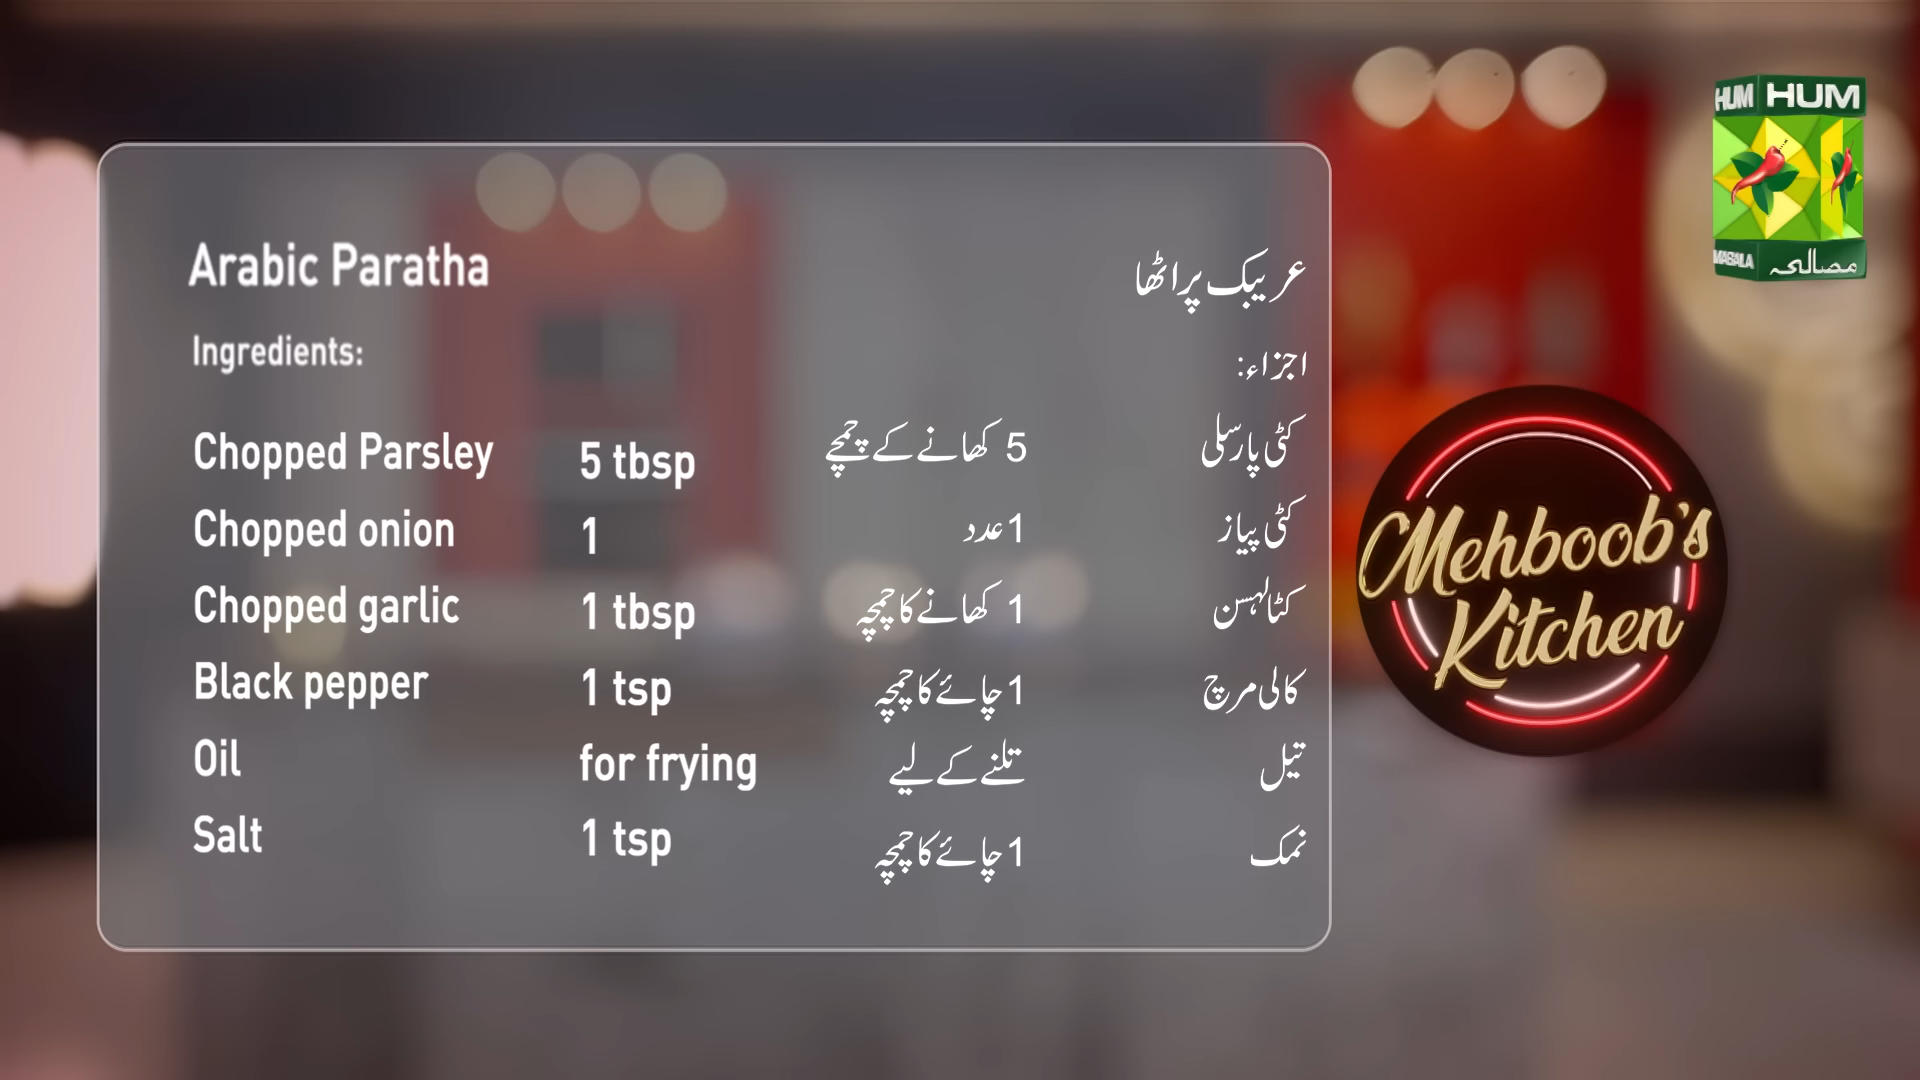 Arabic Paratha عریبک پراٹھا
Ingredients: اجزاء:
Chopped Parsley 5 tbsp 5 کھانے کے چمچے کٹی پارسلی
Chopped onion 1 1 عدد کٹی پیاز
Chopped garlic 1 tbsp 1 کھانے کا چمچہ کٹا لہسن
Black pepper 1 tsp 1 چائے کا چمچہ کالی مرچ
Oil for frying تلنے کے لیے تیل
Salt 1 tsp 1 چائے کا چمچہ نمک
HUM HUM
MASALA مصالحہ
Mehboob's
Kitchen